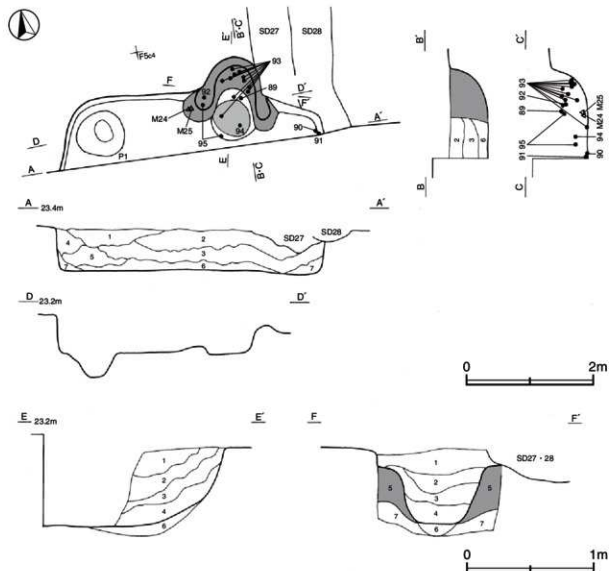 SD27 SD28
E´ B´・C´
F5c4
93
F 92 89
D´
F´
M24
M25
D P1 95 94 90 A´
91
A E B・C
B´ C´
93
92
89
M25
M24
94
95
90
91
2 3 6
B C
A 23.4m A´
1 2 SD27 SD28
4 3
5 6
7 7
D 23.2m D´
0 2m
E 23.2m E´ F F´
1 1 SD27・28
2 2
3 5 3 5
4 4
6 7 6 7
0 1m